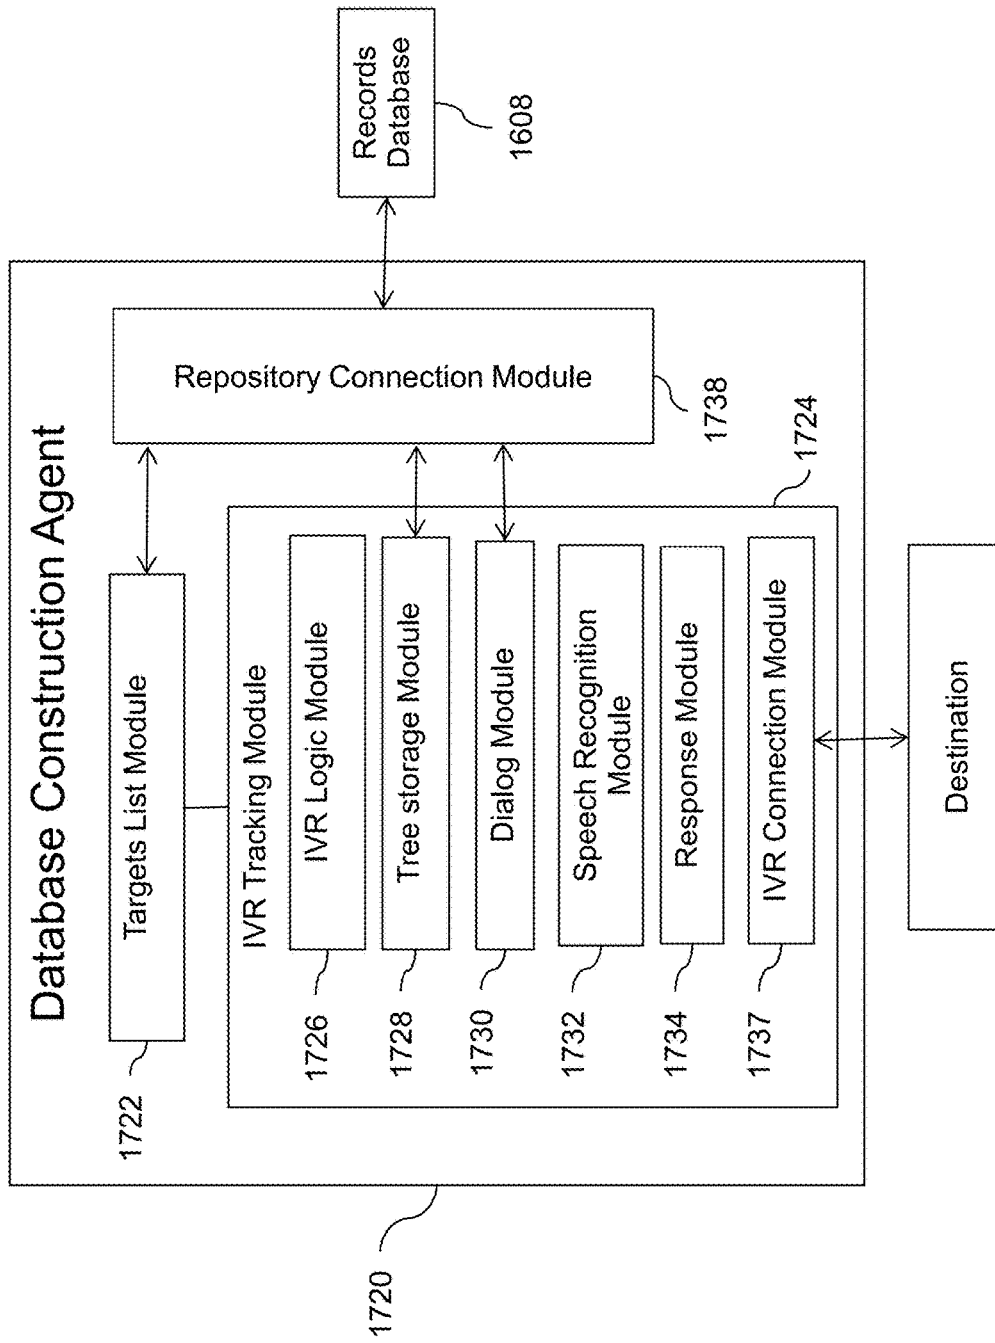 Database Construction Agent
1720
Targets List Module
1722
IVR Tracking Module
1724
IVR Logic Module
1726
Tree storage Module
1728
Dialog Module
1730
Speech Recognition
Module
1732
Response Module
1734
IVR Connection Module
1737
Repository Connection Module
1738
Records
Database
1608
Destination